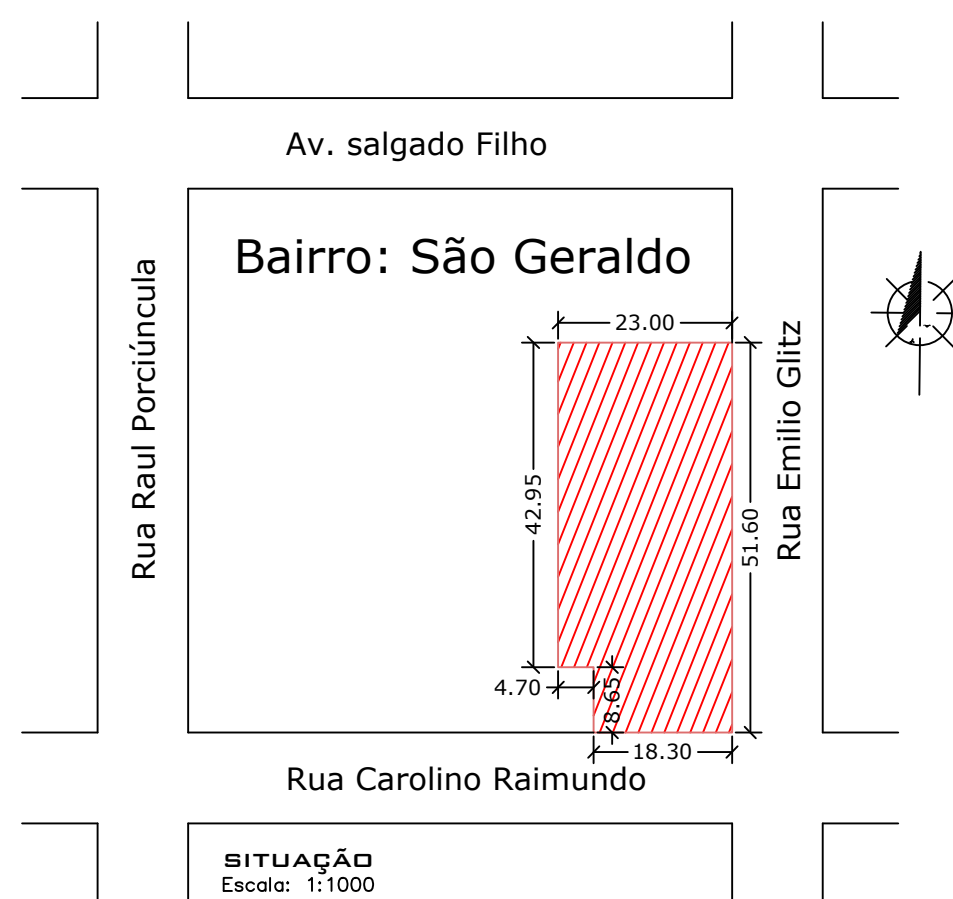 Av. salgado Filho
Bairro: São Geraldo
Rua Raul Porciúncula
Rua Emilio Glitz
23.00
42.95
51.60
4.70
8.65
18.30
Rua Carolino Raimundo
SITUAÇÃO
Escala: 1:1000